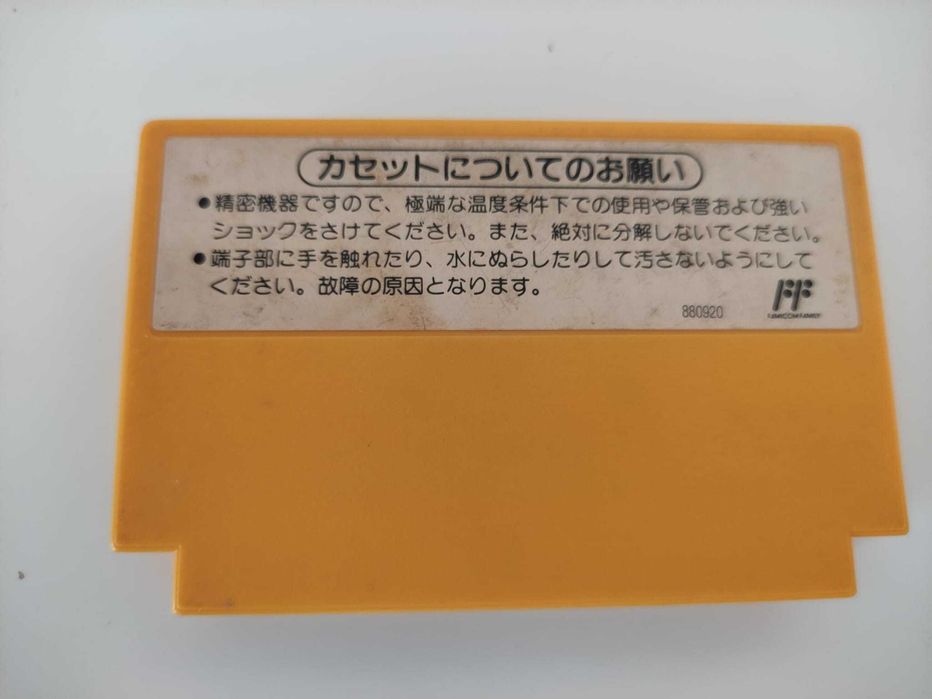 カセットについてのお願い
●精密機器ですので、極端な温度条件下での使用や保管および強い
ショックをさけてください。また、絶対に分解しないでください。
●端子部に手を触れたり、水にぬらしたりして汚さないようにして
ください。故障の原因となります。
FF
880920
FAMICOM FAMILY